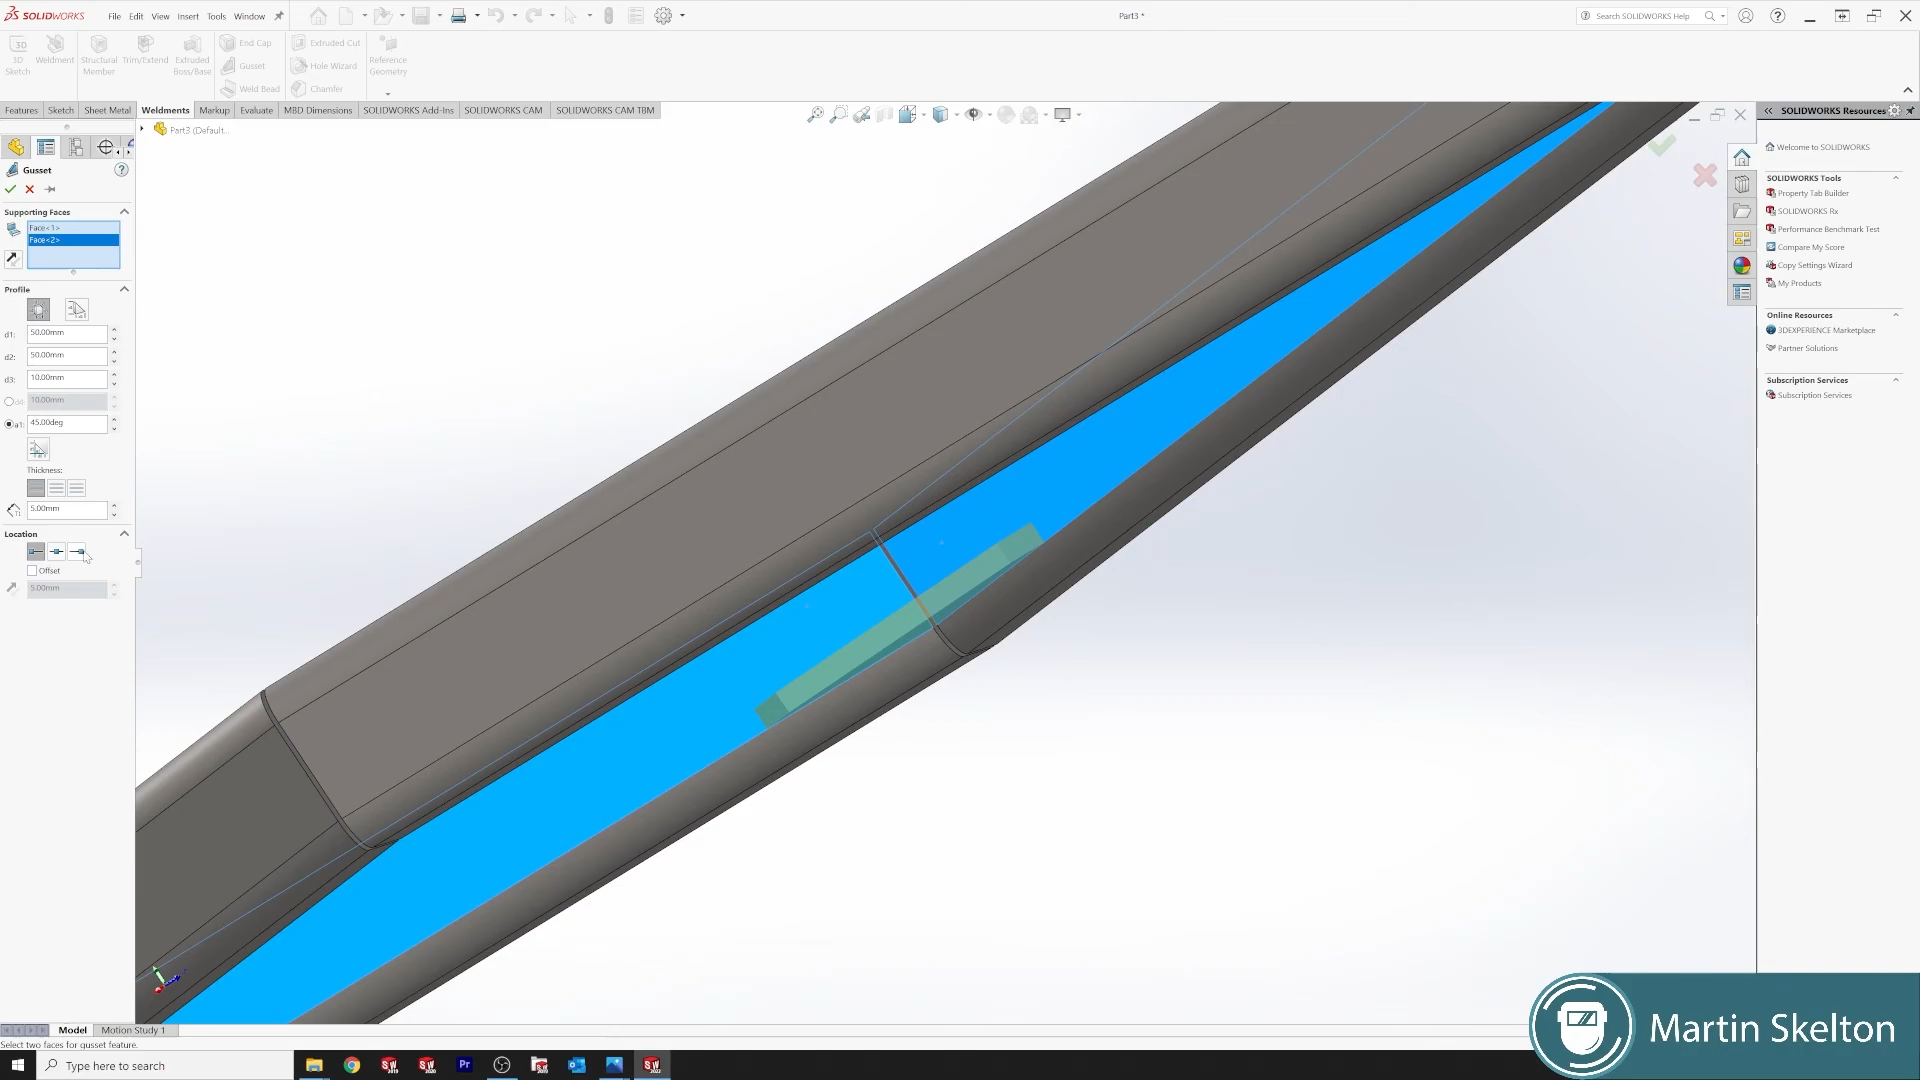 SOLIDWORKS File Edit View Insert Tools Window Part3 * Search SOLIDWORKS Help
3D Sketch
Weldment
Structural Member
Trim/Extend
Extruded Boss/Base
End Cap
Gusset
Weld Bead
Extruded Cut
Hole Wizard
Chamfer
Reference Geometry
Features Sketch Sheet Metal Weldments Markup Evaluate MBD Dimensions SOLIDWORKS Add-Ins SOLIDWORKS CAM SOLIDWORKS CAM TBM
Part3 (Default...
Gusset
Supporting Faces
Face<1>
Face<2>
Profile
d1: 50.00mm
d2: 50.00mm
d3: 10.00mm
d4: 10.00mm
a1: 45.00deg
Thickness:
T1 5.00mm
Location
Offset
5.00mm
SOLIDWORKS Resources
Welcome to SOLIDWORKS
SOLIDWORKS Tools
Property Tab Builder
SOLIDWORKS Rx
Performance Benchmark Test
Compare My Score
Copy Settings Wizard
My Products
Online Resources
3DEXPERIENCE Marketplace
Partner Solutions
Subscription Services
Subscription Services
Model Motion Study 1
Select two faces for gusset feature.
Type here to search
Martin Skelton